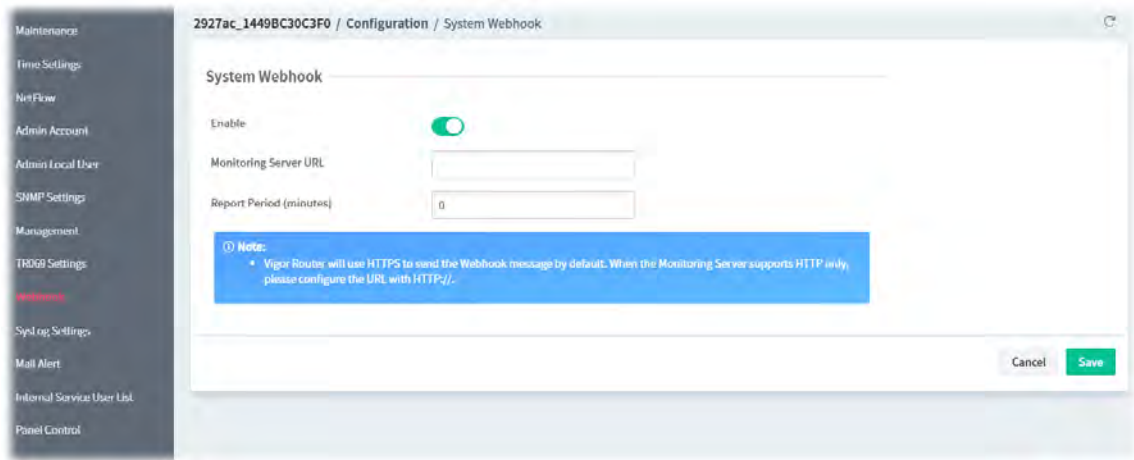 Maintenance
Time Settings
NetFlow
Admin Account
Admin Local User
SNMP Settings
Management
TR069 Settings
SysLog Settings
Mail Alert
Internal Service User List
Panel Control
2927ac_1449BC30C3F0 / Configuration / System Webhook
System Webhook
Enable
Monitoring Server URL
Report Period (minutes)
0
Note:
• Vigor Router will use HTTPS to send the Webhook message by default. When the Monitoring Server supports HTTP only,
please configure the URL with HTTP://.
Cancel
Save